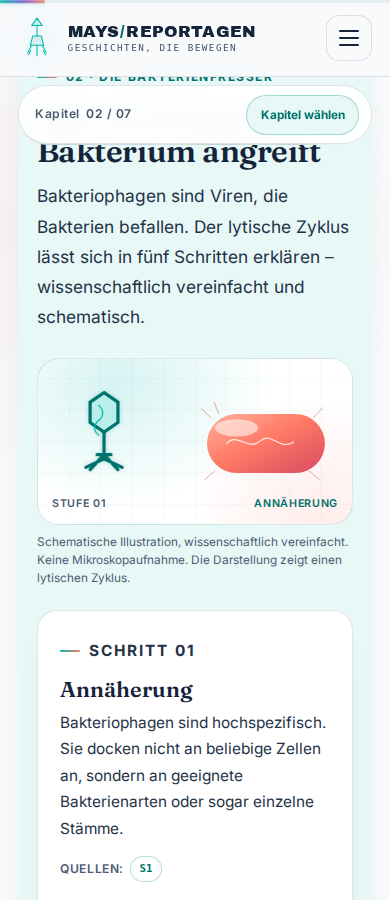 MAYS/REPORTAGEN
GESCHICHTEN, DIE BEWEGEN
02 · DIE BAKTERIENFRESSER
Kapitel 02 / 07
Kapitel wählen
Bakterium angreift
Bakteriophagen sind Viren, die
Bakterien befallen. Der lytische Zyklus
lässt sich in fünf Schritten erklären –
wissenschaftlich vereinfacht und
schematisch.
STUFE 01
ANNÄHERUNG
Schematische Illustration, wissenschaftlich vereinfacht.
Keine Mikroskopaufnahme. Die Darstellung zeigt einen
lytischen Zyklus.
SCHRITT 01
Annäherung
Bakteriophagen sind hochspezifisch.
Sie docken nicht an beliebige Zellen
an, sondern an geeignete
Bakterienarten oder sogar einzelne
Stämme.
QUELLEN: S1